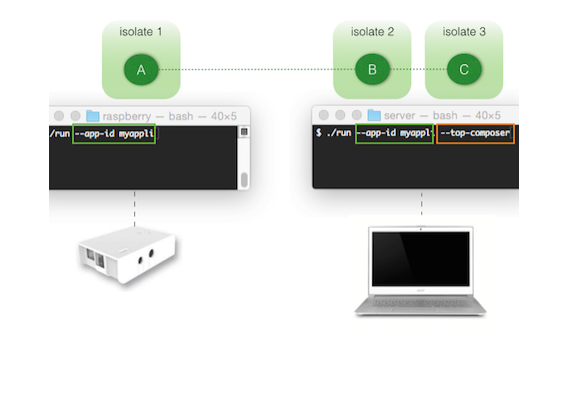 isolate 1
isolate 2
isolate 3
A
B
C
raspberry — bash — 40×5
server — bash — 40×5
/run --app-id myappli
$ ./run --app-id myappli --top-composer